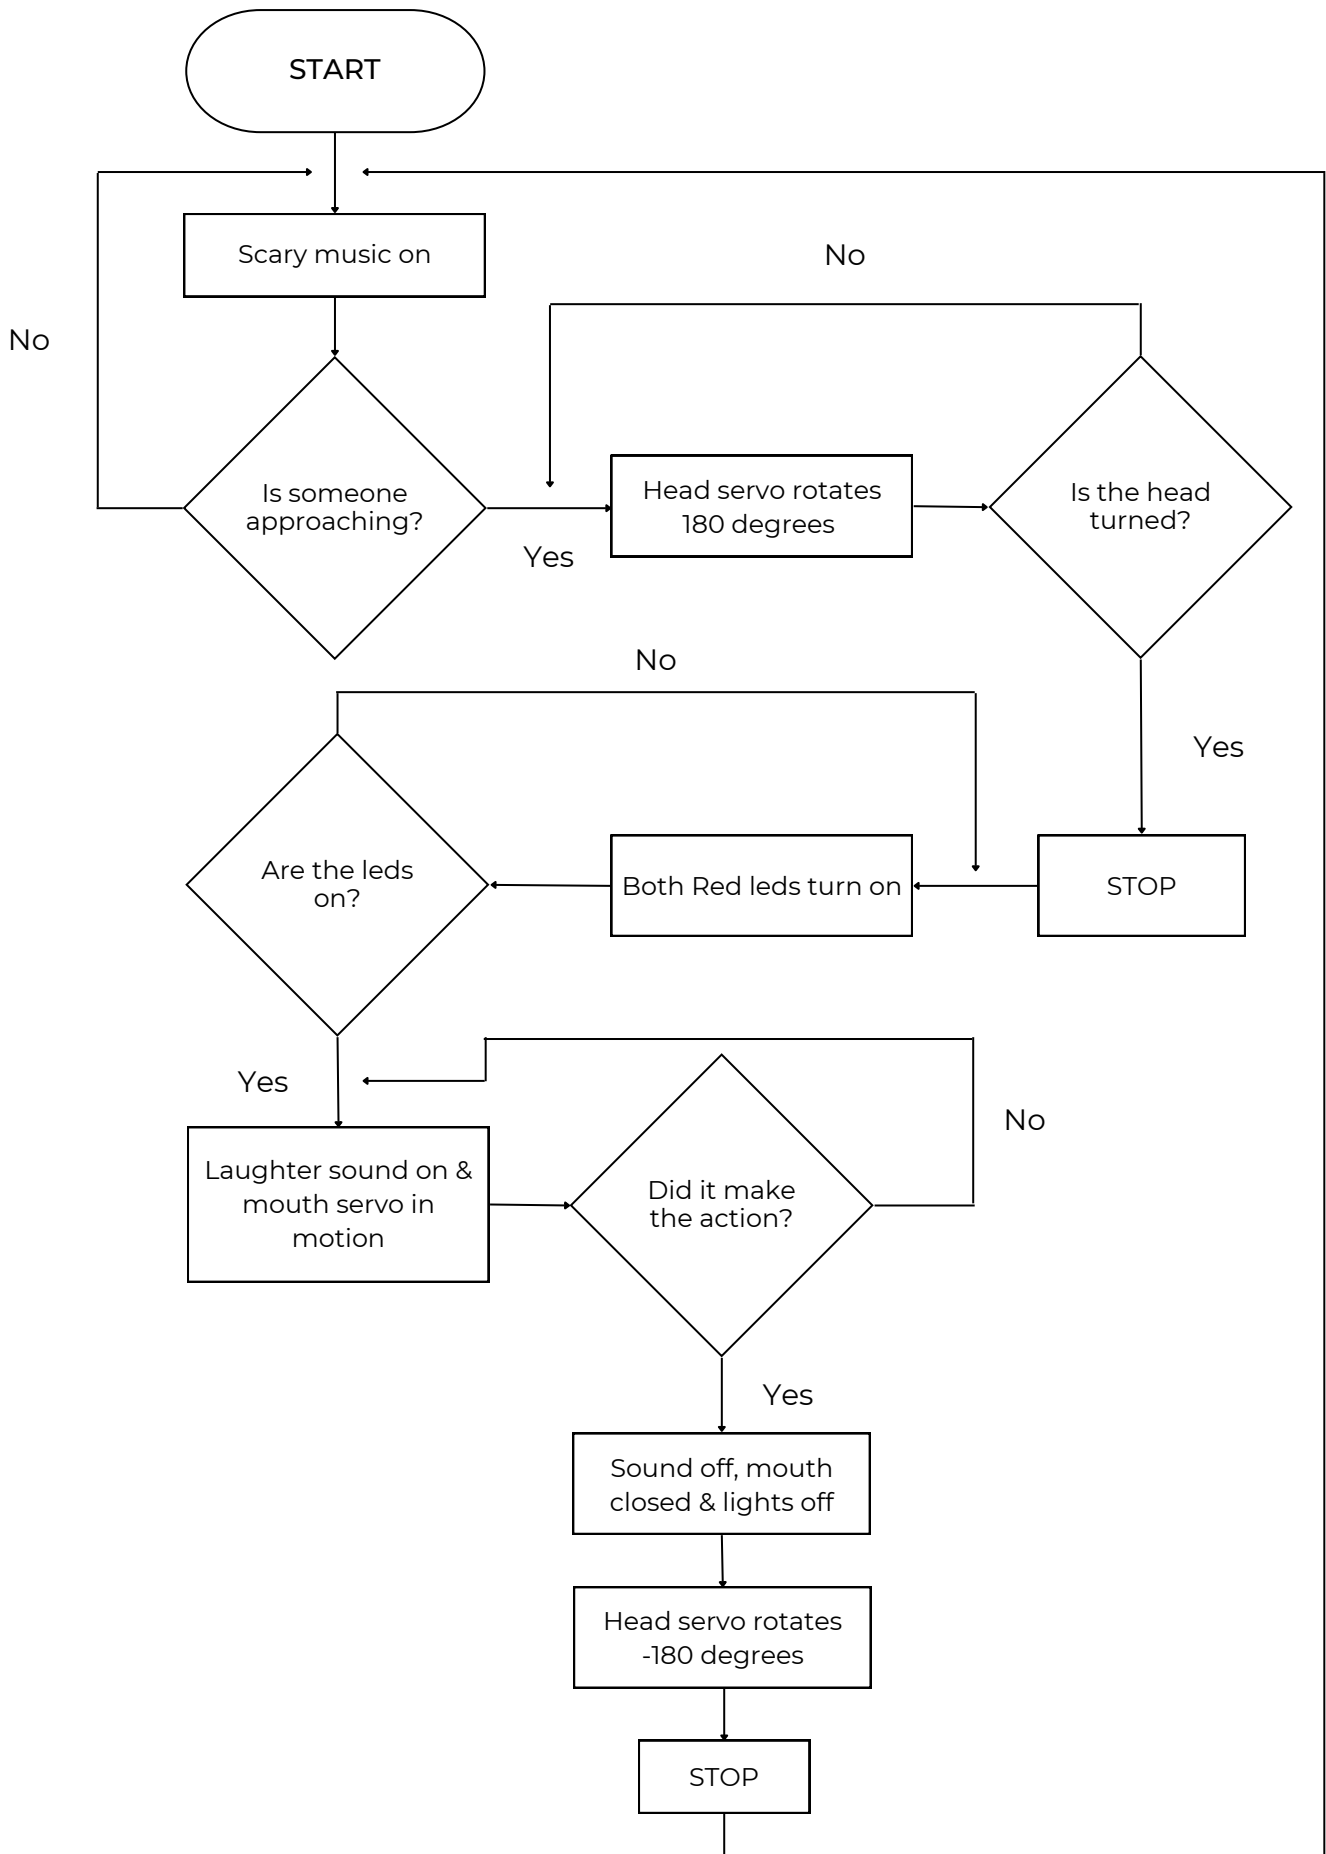 START
Scary music on
No
No
Is someone
approaching?
Yes
Head servo rotates
180 degrees
Is the head
turned?
No
Yes
Are the leds
on?
Both Red leds turn on
STOP
Yes
Laughter sound on &
mouth servo in
motion
Did it make
the action?
No
Yes
Sound off, mouth
closed & lights off
Head servo rotates
-180 degrees
STOP